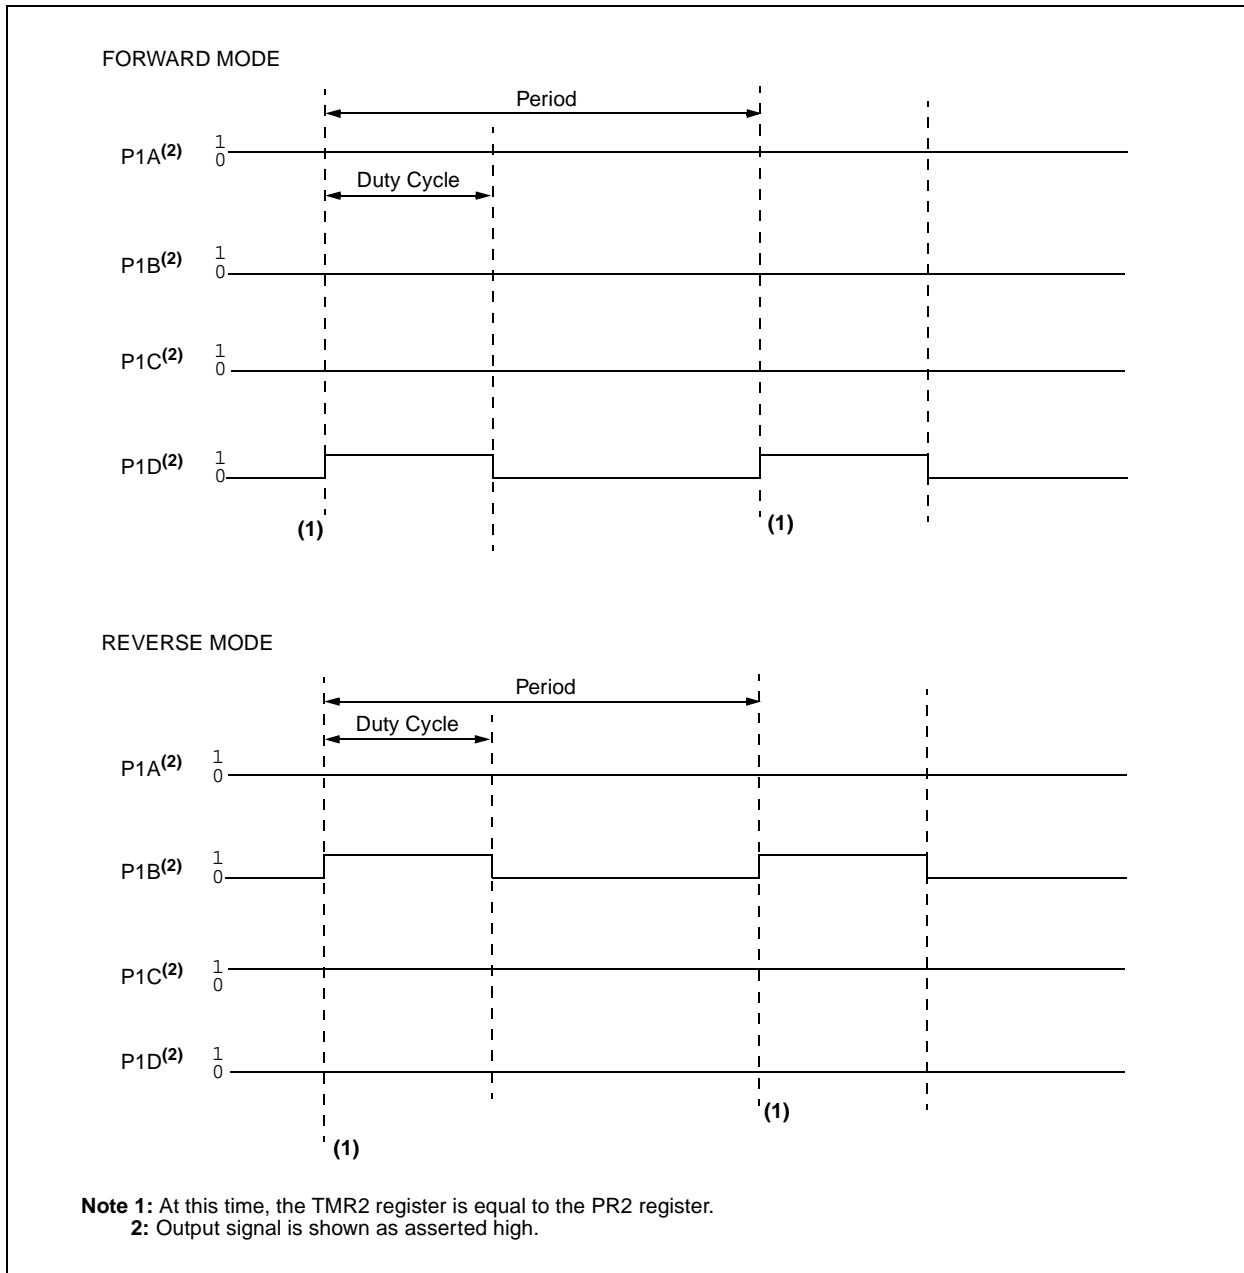 FORWARD MODE
Period
P1A(2) 1
0
Duty Cycle
P1B(2) 1
0
P1C(2) 1
0
P1D(2) 1
0
(1) (1)
REVERSE MODE
Period
Duty Cycle
P1A(2) 1
0
P1B(2) 1
0
P1C(2) 1
0
P1D(2) 1
0
(1)
(1)
Note 1: At this time, the TMR2 register is equal to the PR2 register.
2: Output signal is shown as asserted high.